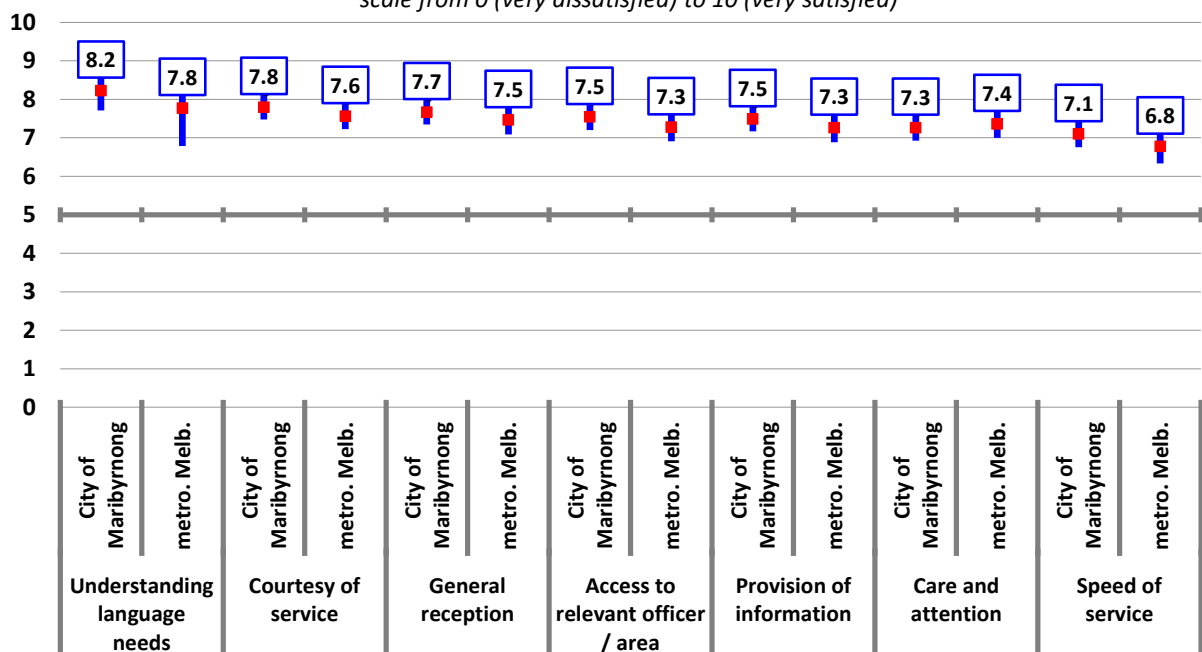 scale from 0 (very dissatisfied) to 10 (very satisfied)
10
9
8
7
6
5
4
3
2
1
0
8.2
7.8
7.8
7.6
7.7
7.5
7.5
7.3
7.5
7.3
7.3
7.4
7.1
6.8
City of
Maribyrnong
metro. Melb.
City of
Maribyrnong
metro. Melb.
City of
Maribyrnong
metro. Melb.
City of
Maribyrnong
metro. Melb.
City of
Maribyrnong
metro. Melb.
City of
Maribyrnong
metro. Melb.
City of
Maribyrnong
metro. Melb.
Understanding
language
needs
Courtesy of
service
General
reception
Access to
relevant officer
/ area
Provision of
information
Care and
attention
Speed of
service